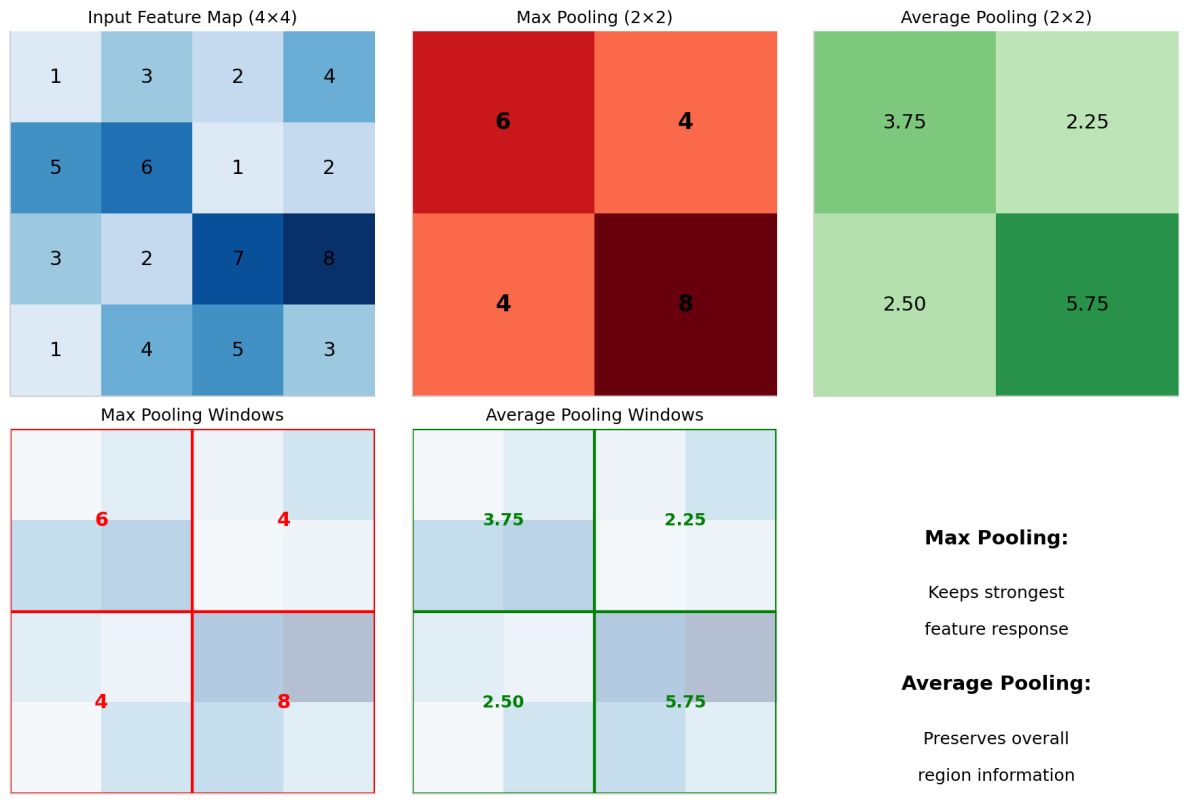 Input Feature Map (4×4)
1 3 2 4
5 6 1 2
3 2 7 8
1 4 5 3
Max Pooling (2×2)
6 4
4 8
Average Pooling (2×2)
3.75 2.25
2.50 5.75
Max Pooling Windows
6 4
4 8
Average Pooling Windows
3.75 2.25
2.50 5.75
Max Pooling:
Keeps strongest
feature response
Average Pooling:
Preserves overall
region information